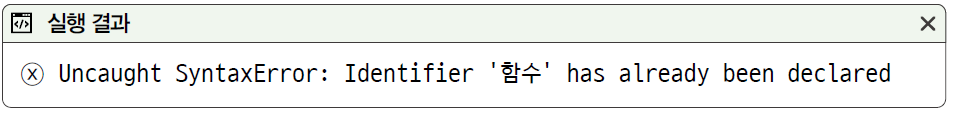 실행 결과
ⓧ Uncaught SyntaxError: Identifier '함수' has already been declared